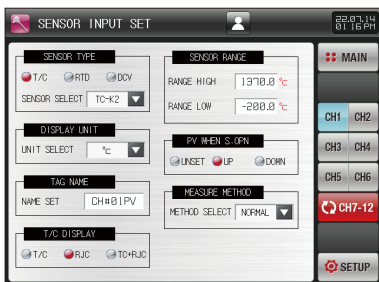 SENSOR INPUT SET
22.07.14
01:16 PM
SENSOR TYPE
T/C RTD DCV
SENSOR SELECT TC-K2
DISPLAY UNIT
UNIT SELECT ℃
TAG NAME
NAME SET CH#01PV
T/C DISPLAY
T/C RJC TC+RJC
SENSOR RANGE
RANGE HIGH 1370.0 ℃
RANGE LOW -200.0 ℃
PV WHEN S.OPN
UNSET UP DOWN
MEASURE METHOD
METHOD SELECT NORMAL
MAIN
CH1 CH2
CH3 CH4
CH5 CH6
CH7-12
SETUP